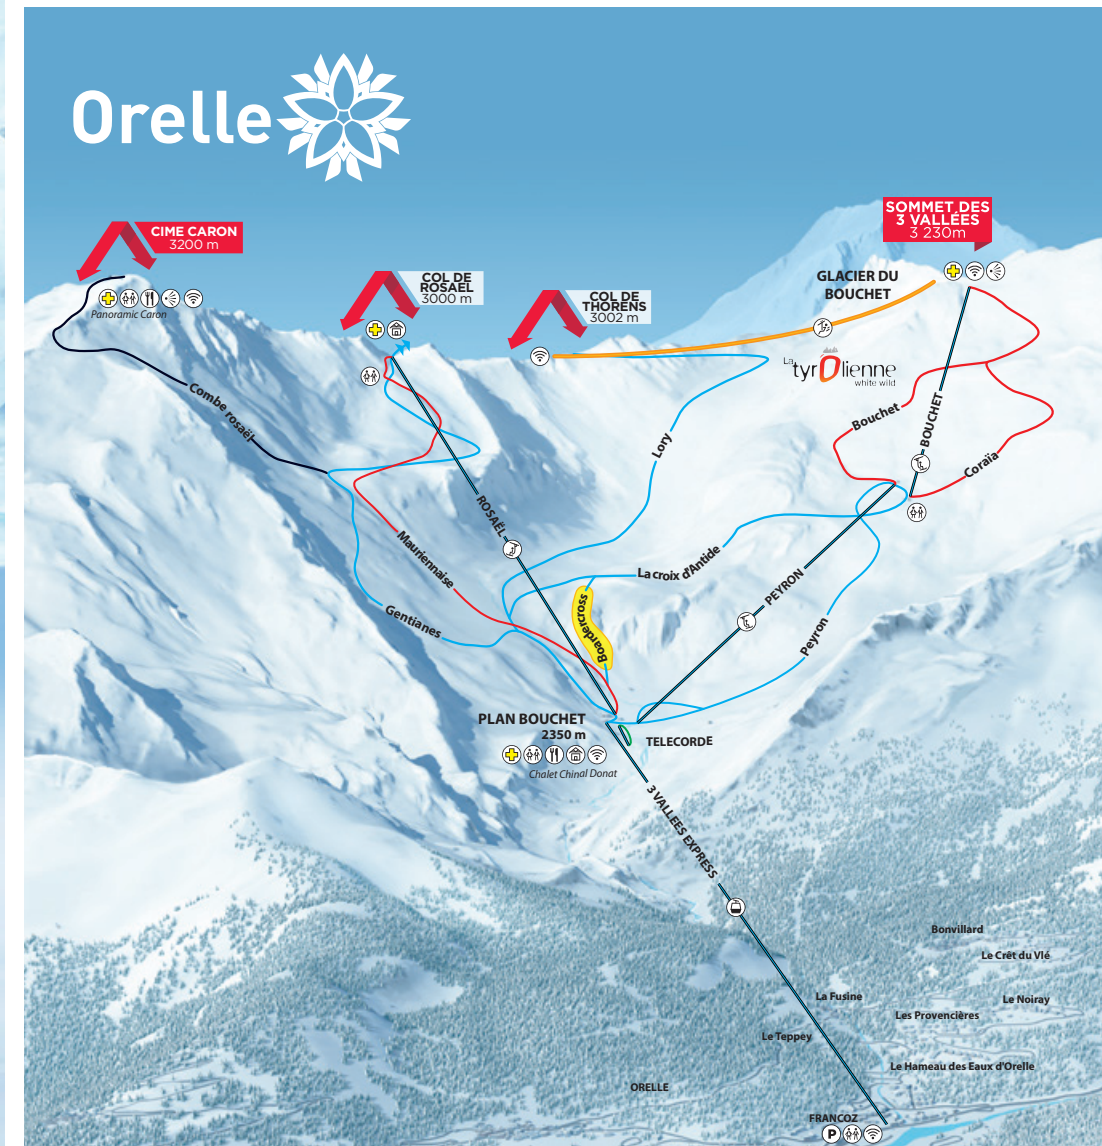 Orelle
CIME CARON
3200 m
Panoramic Caron
COL DE
ROSAEL
3000 m
COL DE
THORENS
3002 m
SOMMET DES
3 VALLÉES
3 230m
GLACIER DU
BOUCHET
La
tyrOlienne
white wild
Combe rosaël
Lory
Bouchet
BOUCHET
Coraïa
ROSAËL
Mauriennaise
Gentianes
La croix d'Antide
Boardercross
PEYRON
Peyron
PLAN BOUCHET
2350 m
TELECORDE
Chalet Chinal Donat
3 VALLEES EXPRESS
Bonvillard
Le Crêt du Vlé
La Fusine
Le Noiray
Les Provencières
Le Teppey
Le Hameau des Eaux d'Orelle
ORELLE
FRANCOZ
P